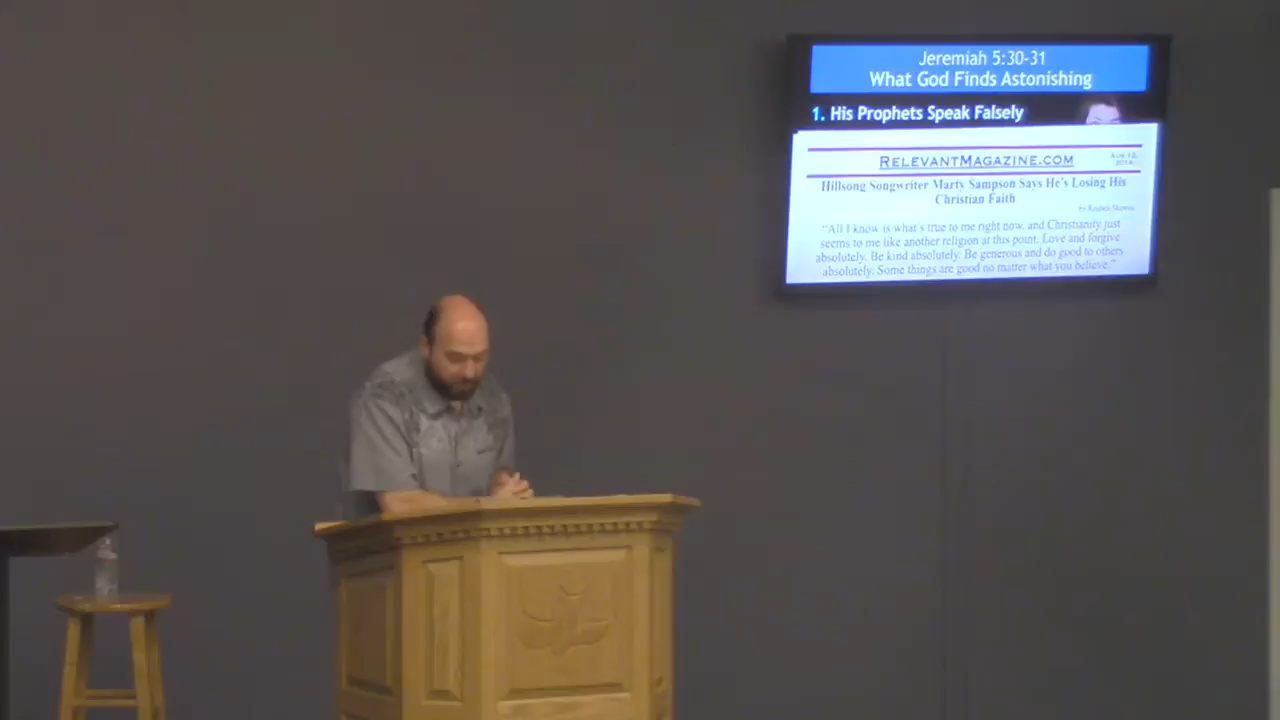 Jeremiah 5:30-31
What God Finds Astonishing
1. His Prophets Speak Falsely
RELEVANTMAGAZINE.COM
AUG 12,
Hillsong Songwriter Marty Sampson Says He's Losing His
Christian Faith
by
"All I know is what's true to me right now, and Christianity just
seems to me like another religion at this point. Love and forgive
absolutely. Be kind absolutely. Be generous and do good to others
absolutely. Some things are good no matter what you believe."